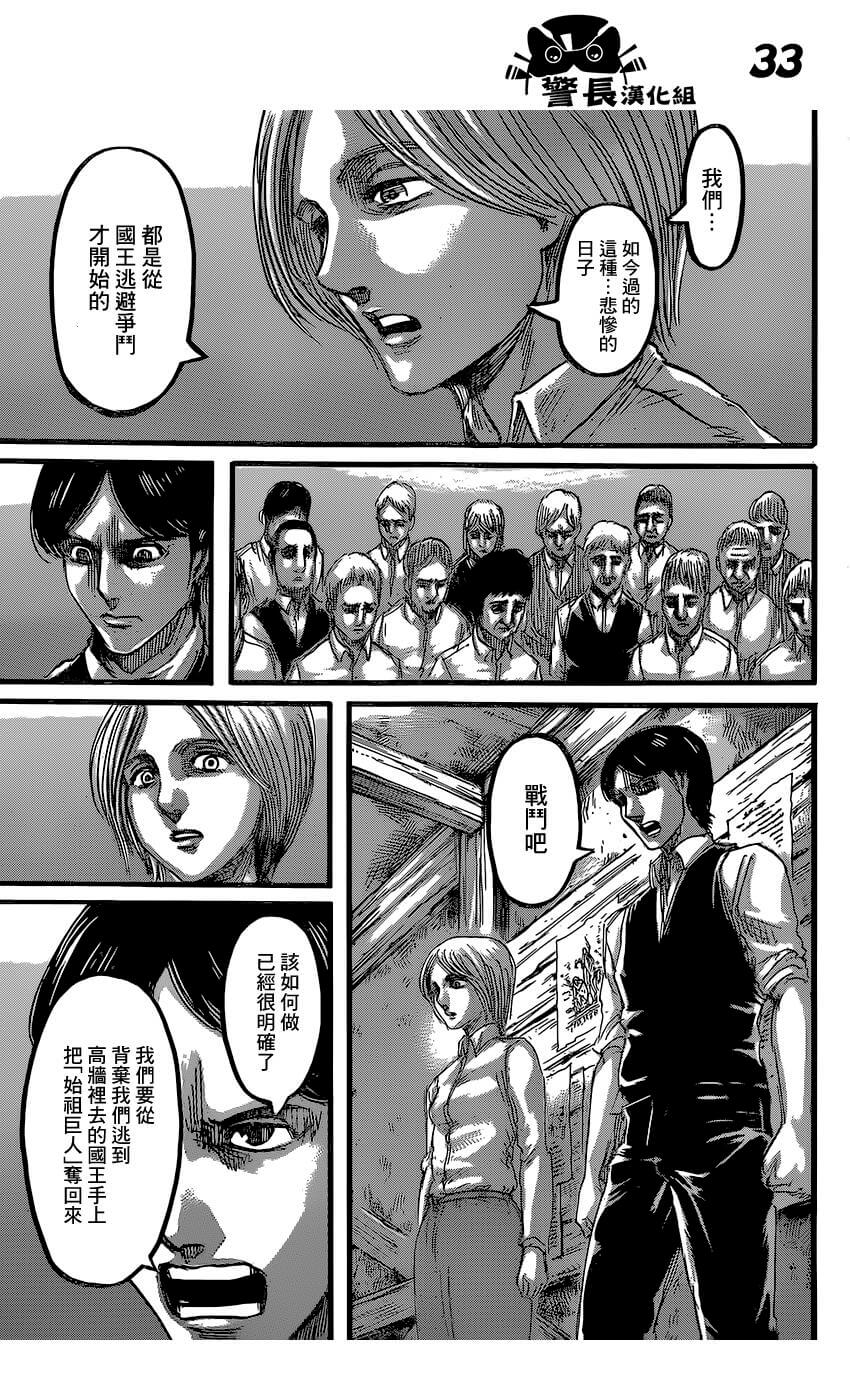 警長漢化組
33
我們…
如今過的
這種…悲慘的
日子
都是從
國王逃避爭鬥
才開始的
戰鬥吧
該如何做
已經很明確了
我們要從
背棄我們逃到
高牆裡去的國王手上
把「始祖巨人」奪回來